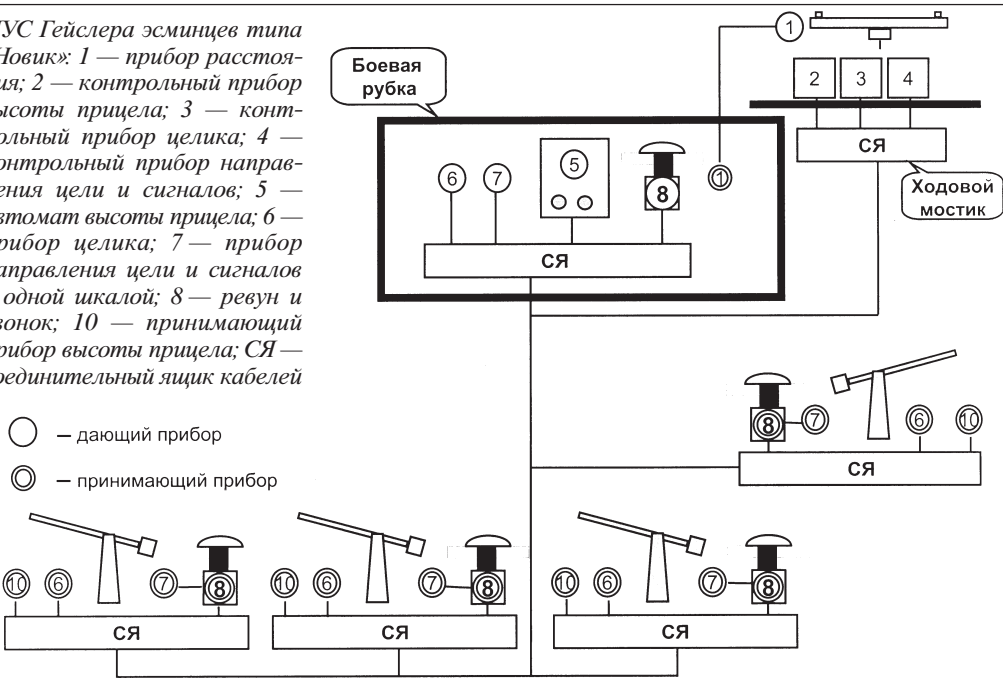 УС Гейслера эсминцев типа
Новик»: 1 — прибор расстоя-
ия; 2 — контрольный прибор
ысоты прицела; 3 — конт-
ольный прибор целика; 4 —
онтрольный прибор направ-
ения цели и сигналов; 5 —
втомат высоты прицела; 6 —
рибор целика; 7 — прибор
аправления цели и сигналов
одной шкалой; 8 — ревун и
вонок; 10 — принимающий
рибор высоты прицела; СЯ —
оединительный ящик кабелей
— дающий прибор
— принимающий прибор
Боевая
рубка
1
2 3 4
СЯ
Ходовой
мостик
6 7 5 8 1
СЯ
8 7 6 10
СЯ
10 6 7 8
СЯ
10 6 7 8
СЯ
10 6 7 8
СЯ